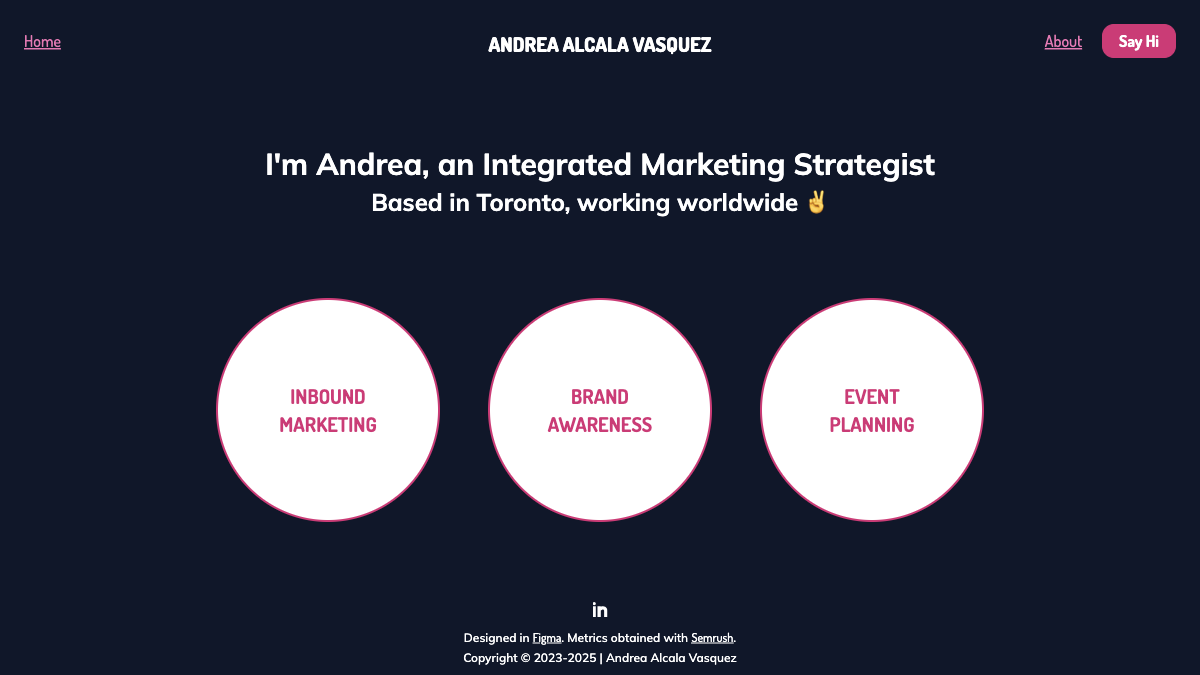 Home
ANDREA ALCALA VASQUEZ
About
Say Hi
I'm Andrea, an Integrated Marketing Strategist
Based in Toronto, working worldwide ✌️
INBOUND
MARKETING
BRAND
AWARENESS
EVENT
PLANNING
in
Designed in Figma. Metrics obtained with Semrush.
Copyright © 2023-2025 | Andrea Alcala Vasquez